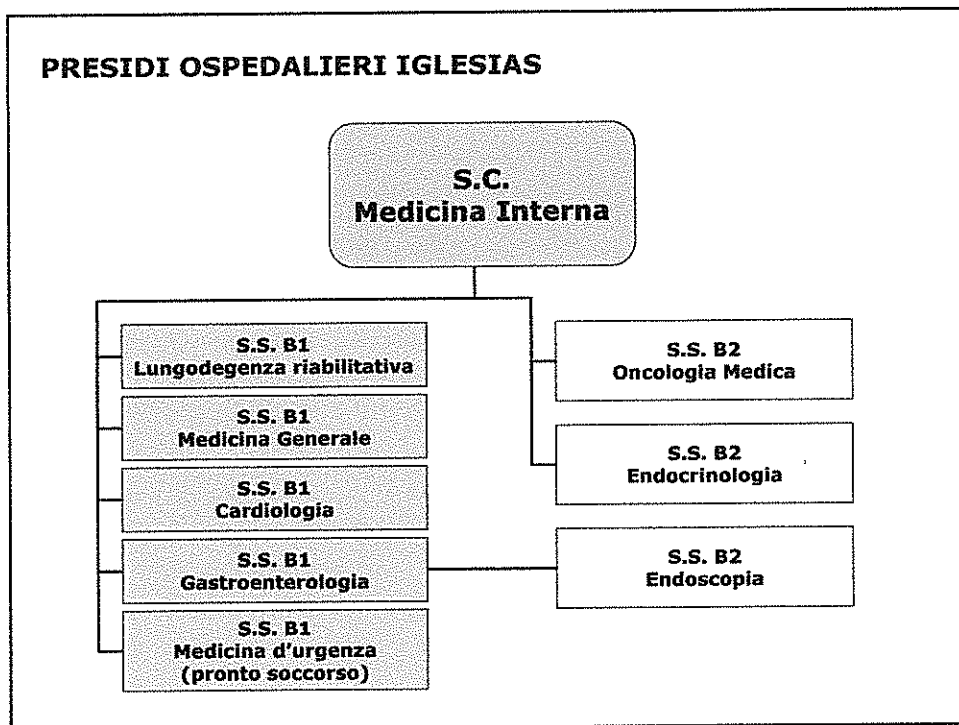 PRESIDI OSPEDALIERI IGLESIAS
S.C.
Medicina Interna
S.S. B1
Lungodegenza riabilitativa
S.S. B1
Medicina Generale
S.S. B1
Cardiologia
S.S. B1
Gastroenterologia
S.S. B1
Medicina d'urgenza
(pronto soccorso)
S.S. B2
Oncologia Medica
S.S. B2
Endocrinologia
S.S. B2
Endoscopia